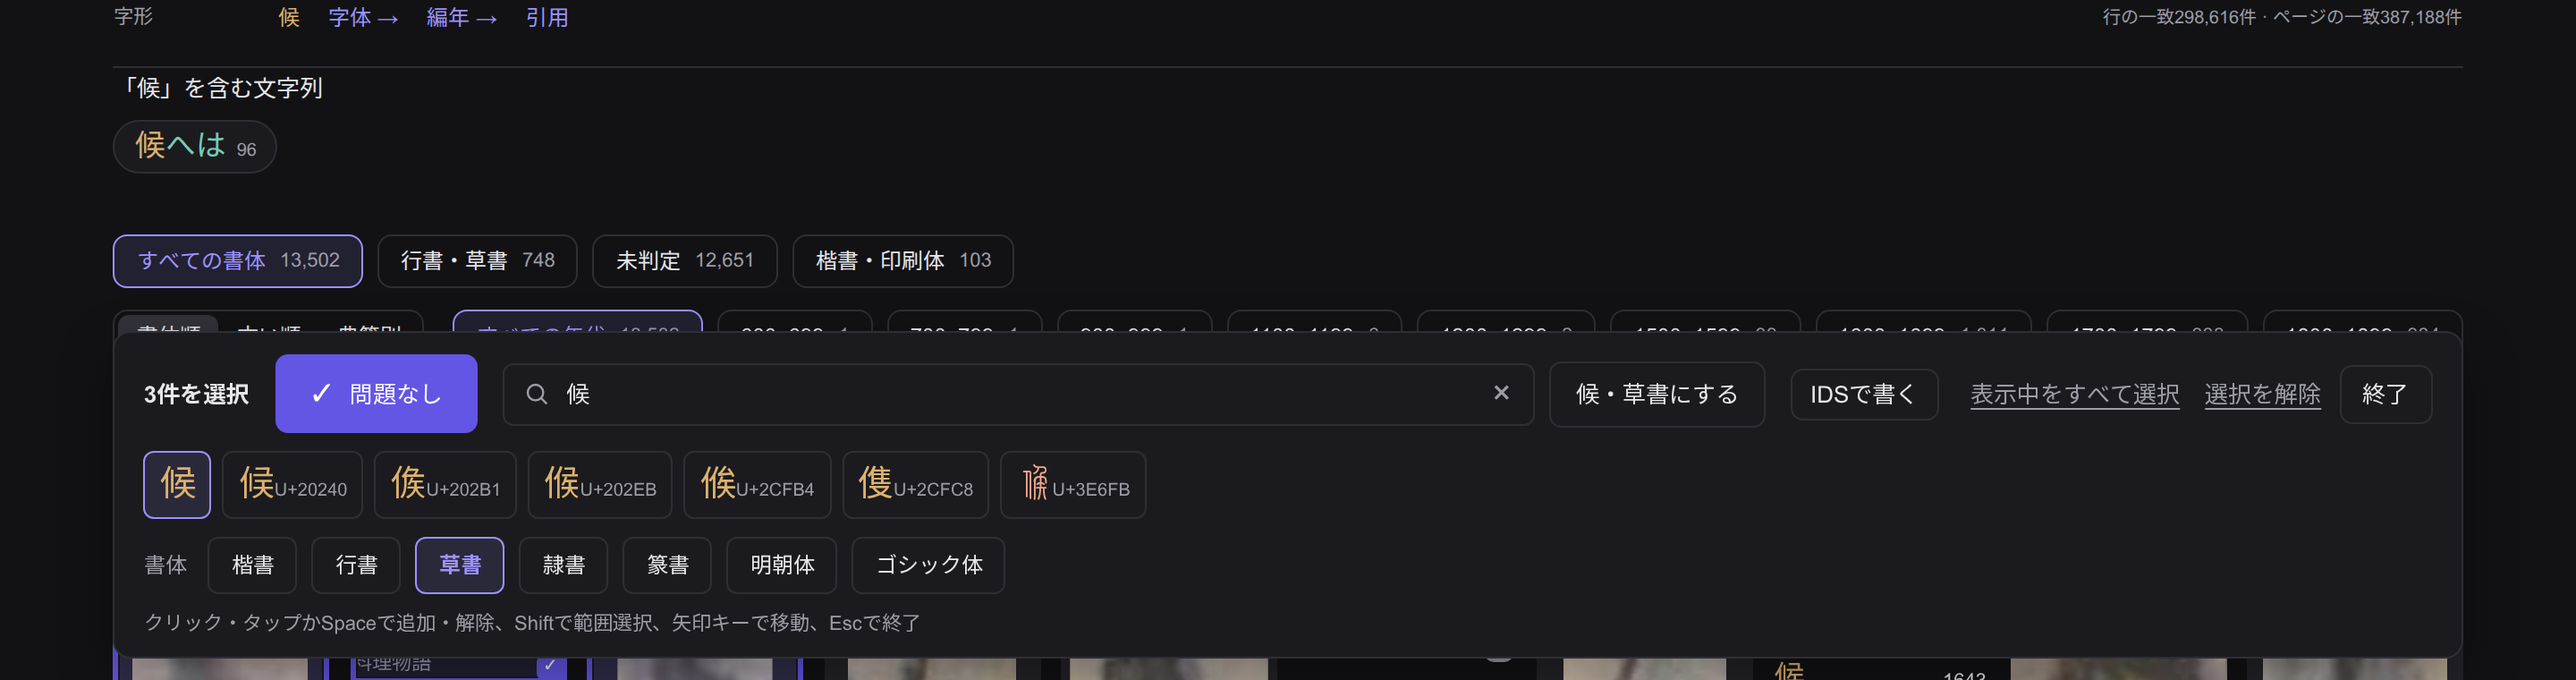 字形 候 字体 → 編年 → 引用 行の一致298,616件 · ページの一致387,188件
「候」を含む文字列
候へは 96
すべての書体 13,502 行書・草書 748 未判定 12,651 楷書・印刷体 103
3件を選択 ✓ 問題なし 候 × 候・草書にする IDSで書く 表示中をすべて選択 選択を解除 終了
候 U+20240 U+202B1 U+202EB U+2CFB4 U+2CFC8 U+3E6FB
書体 楷書 行書 草書 隷書 篆書 明朝体 ゴシック体
クリック・タップかSpaceで追加・解除、Shiftで範囲選択、矢印キーで移動、Escで終了
料理物語 ✓ 候 1643